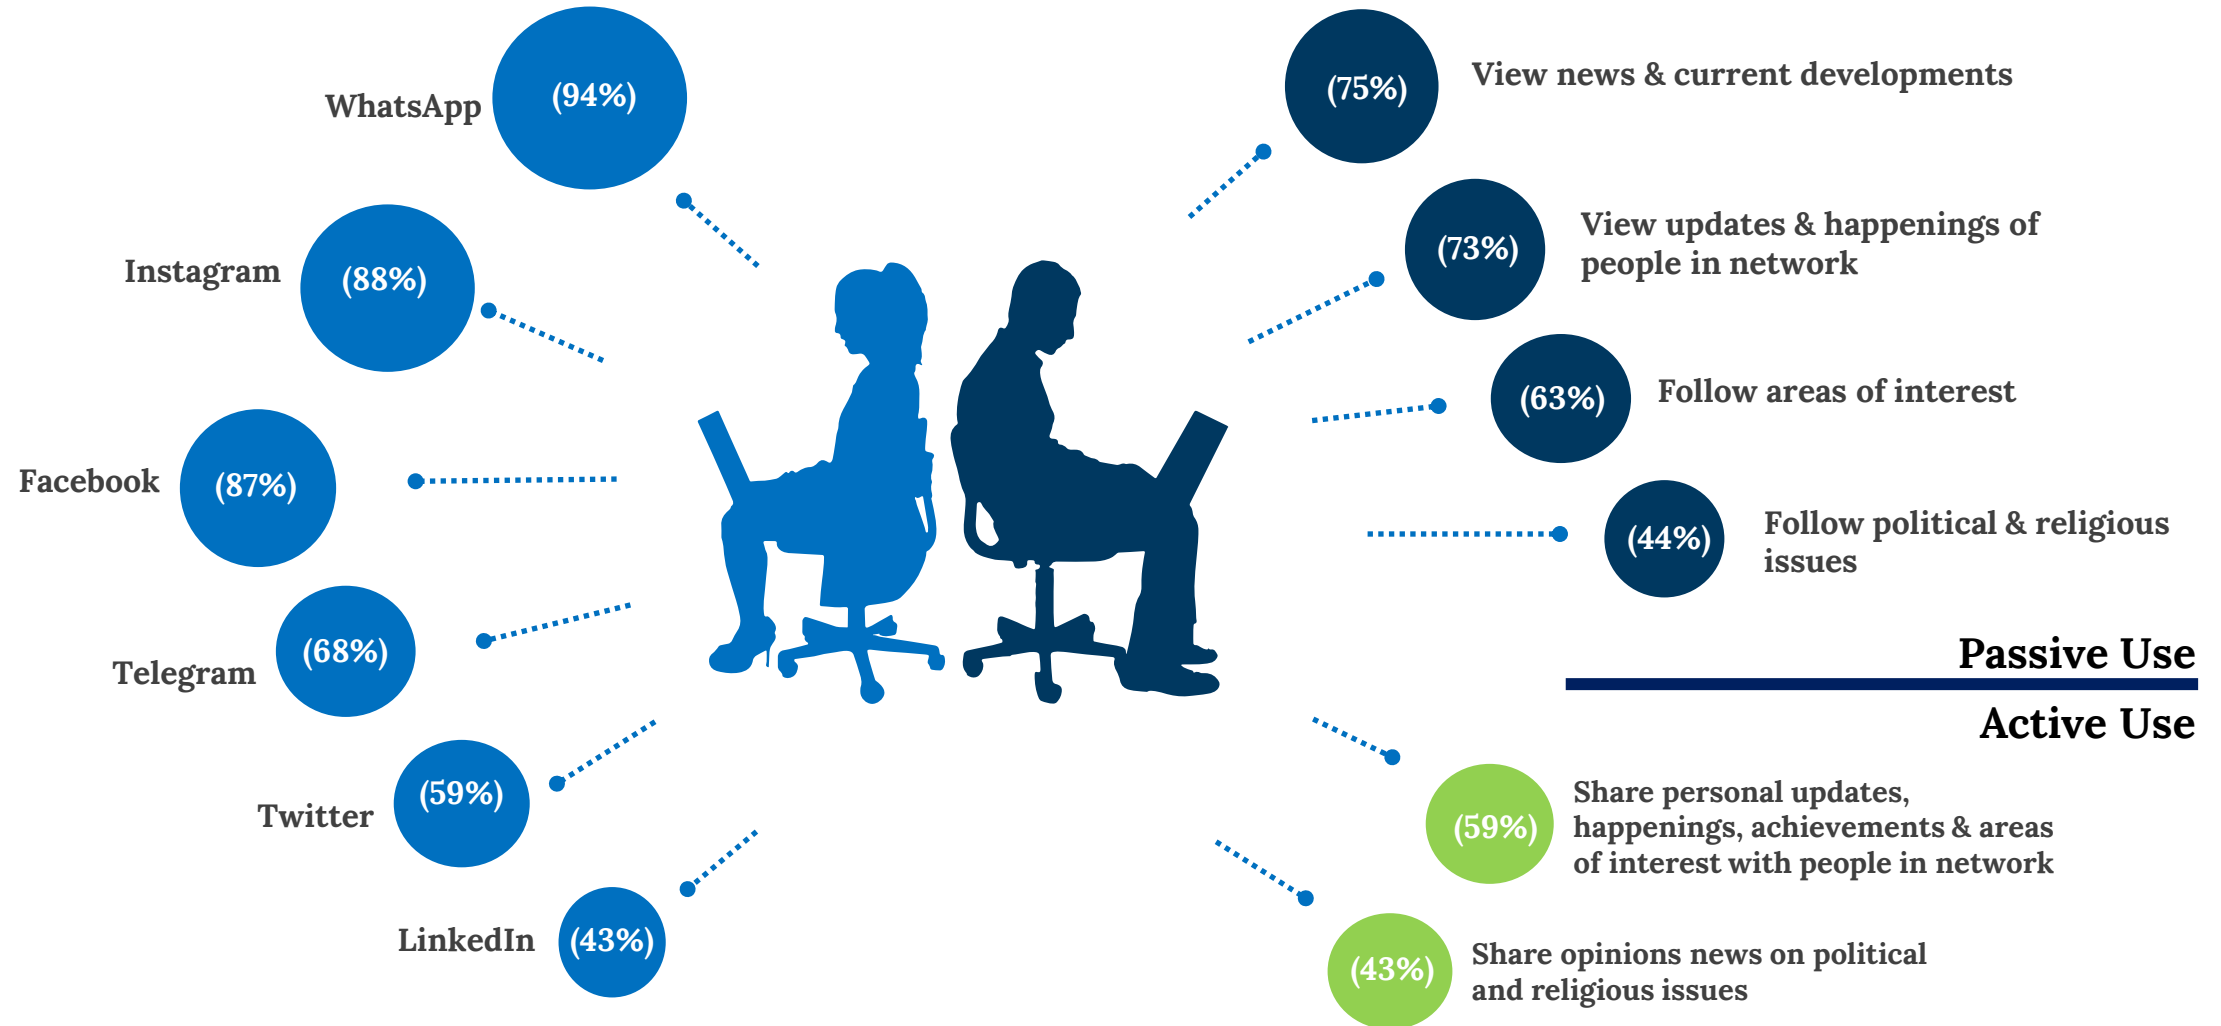 WhatsApp
(94%)
Instagram
(88%)
Facebook
(87%)
Telegram
(68%)
Twitter
(59%)
LinkedIn
(43%)
(75%)
View news & current developments
(73%)
View updates & happenings of
people in network
(63%)
Follow areas of interest
(44%)
Follow political & religious
issues
Passive Use
Active Use
(59%)
Share personal updates,
happenings, achievements & areas
of interest with people in network
(43%)
Share opinions news on political
and religious issues